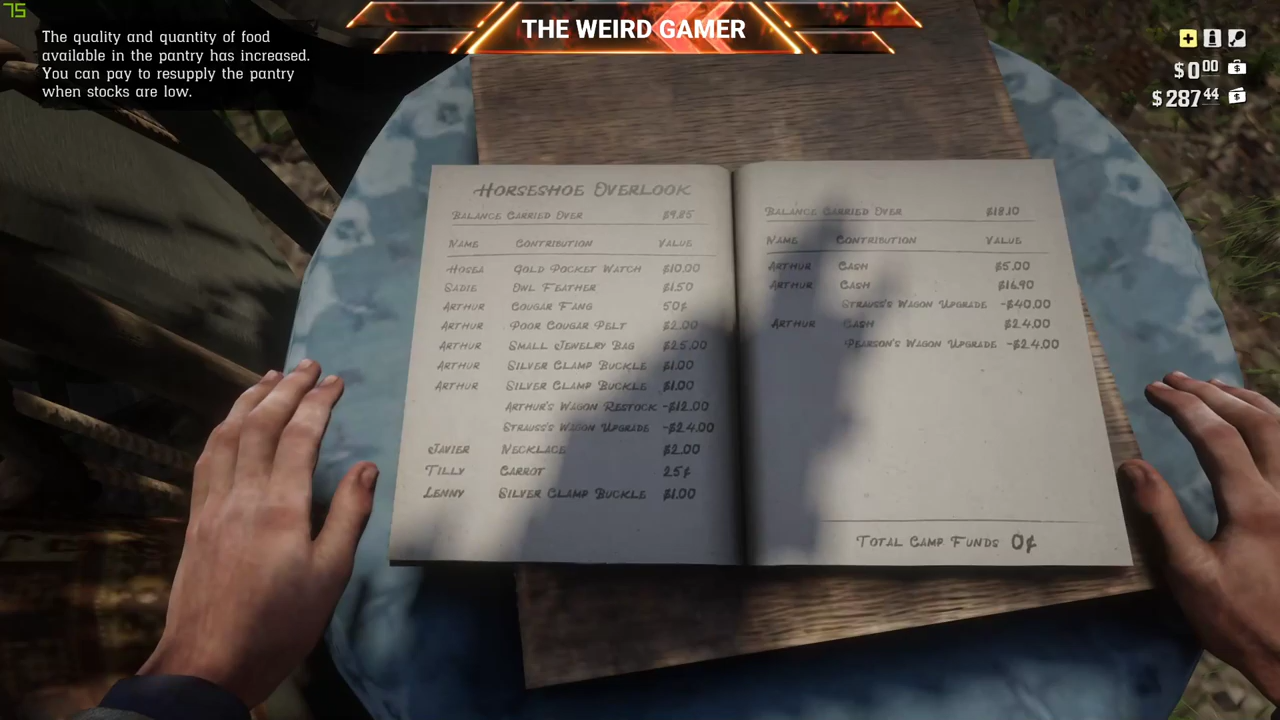 75
THE WEIRD GAMER
The quality and quantity of food
available in the pantry has increased.
You can pay to resupply the pantry
when stocks are low.
$0.00
$287.44
HORSESHOE OVERLOOK
BALANCE CARRIED OVER $9.85
NAME CONTRIBUTION VALUE
HOSEA GOLD POCKET WATCH $10.00
SADIE OWL FEATHER $1.50
ARTHUR COUGAR FANG 50¢
ARTHUR POOR COUGAR PELT $2.00
ARTHUR SMALL JEWELRY BAG $25.00
ARTHUR SILVER CLAMP BUCKLE $1.00
ARTHUR SILVER CLAMP BUCKLE $1.00
ARTHUR'S WAGON RESTOCK -$12.00
STRAUSS'S WAGON UPGRADE -$24.00
JAVIER NECKLACE $2.00
TILLY CARROT 25¢
LENNY SILVER CLAMP BUCKLE $1.00
BALANCE CARRIED OVER $18.10
NAME CONTRIBUTION VALUE
ARTHUR CASH $5.00
ARTHUR CASH $16.90
STRAUSS'S WAGON UPGRADE -$40.00
ARTHUR CASH $24.00
PEARSON'S WAGON UPGRADE -$24.00
TOTAL CAMP FUNDS 0¢